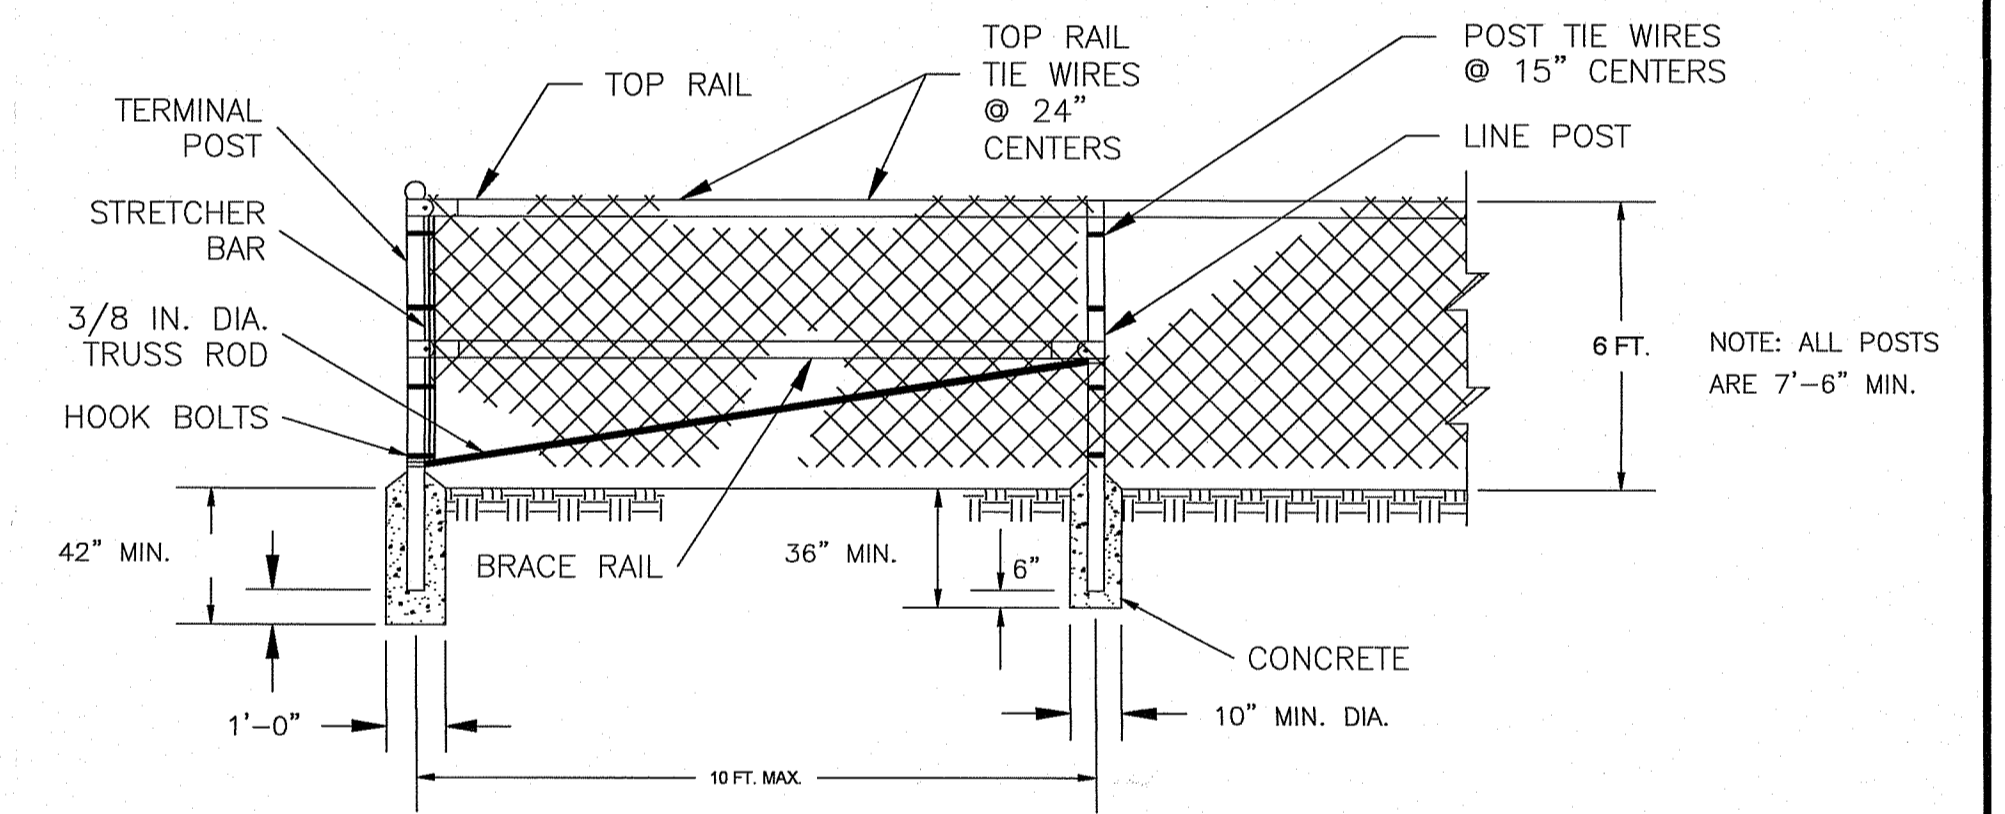 TOP RAIL
TIE WIRES
@ 24”
CENTERS
POST TIE WIRES
@ 15” CENTERS
TOP RAIL
TERMINAL
POST
LINE POST
STRETCHER
BAR
3/8 IN. DIA.
TRUSS ROD
HOOK BOLTS
6 FT.
NOTE: ALL POSTS
ARE 7’–6” MIN.
42” MIN.
BRACE RAIL
36” MIN.
6”
CONCRETE
1’–0”
10” MIN. DIA.
10 FT. MAX.